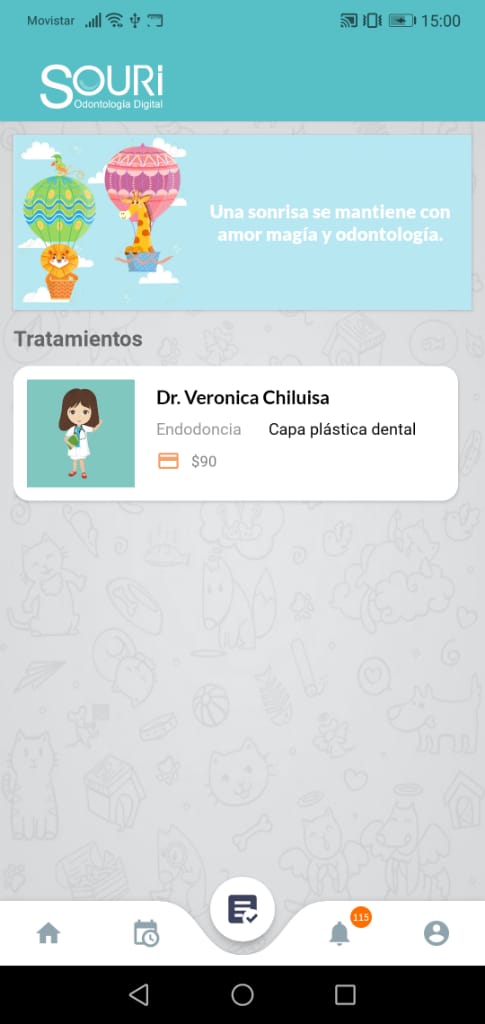 Movistar 15:00
SOURi
Odontología Digital
Una sonrisa se mantiene con
amor magía y odontología.
Tratamientos
Dr. Veronica Chiluisa
Endodoncia Capa plástica dental
$90
115